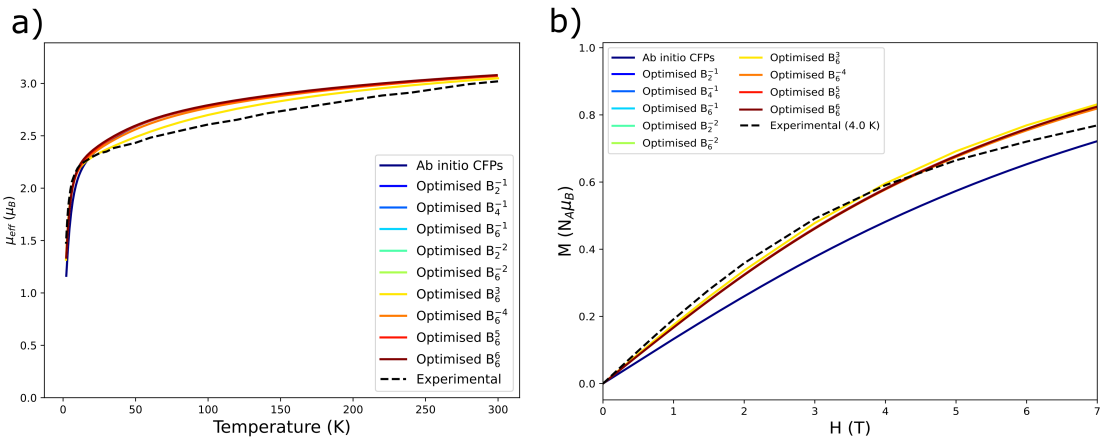 a)
μ_eff (μ_B)
3.0
2.5
2.0
1.5
1.0
0.5
0.0
Ab initio CFPs
Optimised B₂⁻¹
Optimised B₄⁻¹
Optimised B₆⁻¹
Optimised B₂⁻²
Optimised B₆⁻²
Optimised B₆³
Optimised B₆⁻⁴
Optimised B₆⁵
Optimised B₆⁶
Experimental
0 50 100 150 200 250 300
Temperature (K)
b)
M (N_Aμ_B)
1.0
0.8
0.6
0.4
0.2
0.0
Ab initio CFPs
Optimised B₂⁻¹
Optimised B₄⁻¹
Optimised B₆⁻¹
Optimised B₂⁻²
Optimised B₆⁻²
Optimised B₆³
Optimised B₆⁻⁴
Optimised B₆⁵
Optimised B₆⁶
Experimental (4.0 K)
0 1 2 3 4 5 6 7
H (T)